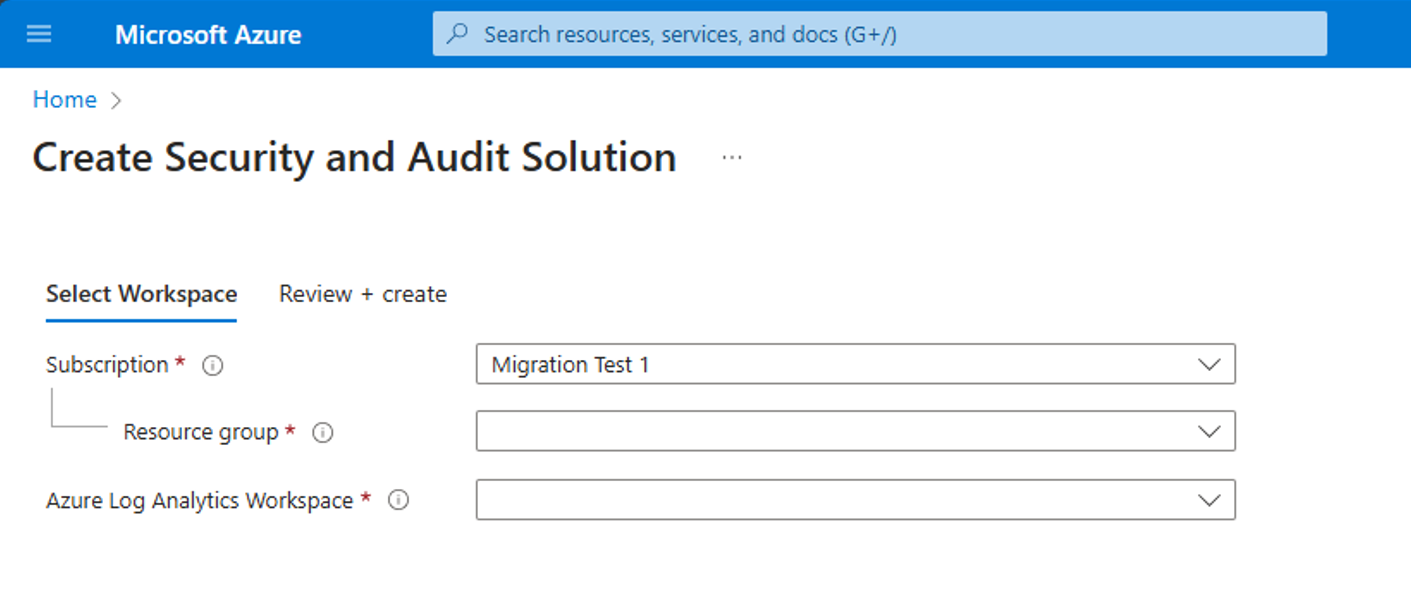 Microsoft Azure
Search resources, services, and docs (G+/)
Home >
Create Security and Audit Solution ...
Select Workspace
Review + create
Subscription *
Migration Test 1
Resource group *
Azure Log Analytics Workspace *